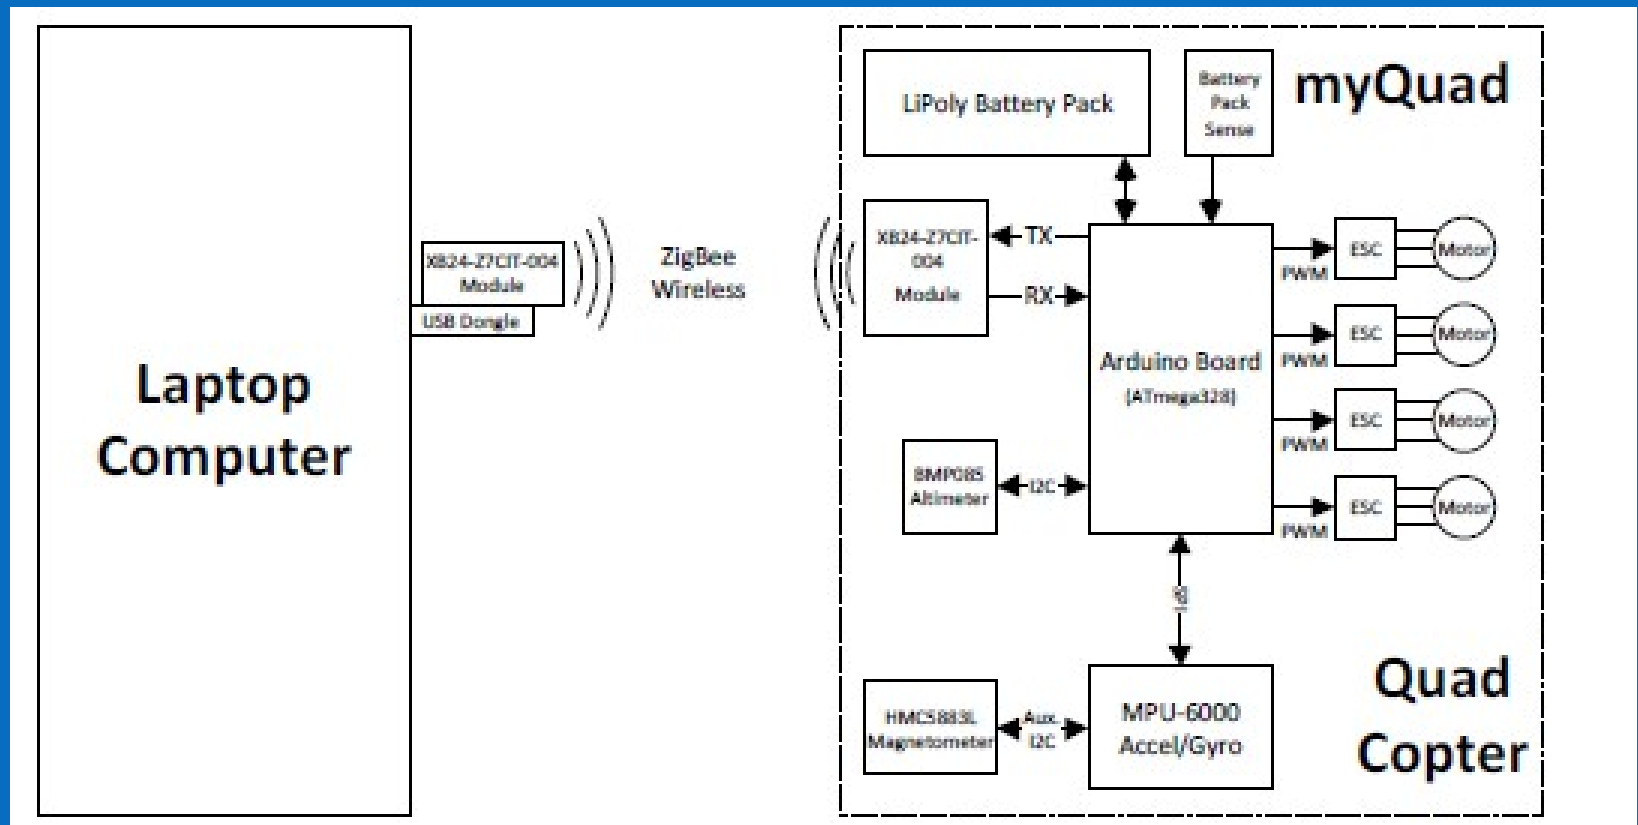 Laptop
Computer
XB24-Z7CIT-004
Module
USB Dongle
ZigBee
Wireless
myQuad
LiPoly Battery Pack
Battery
Pack
Sense
XB24-Z7CIT-
004
Module
TX
RX
Arduino Board
(ATmega328)
PWM
ESC
Motor
PWM
ESC
Motor
PWM
ESC
Motor
PWM
ESC
Motor
BMP085
Altimeter
I2C
SPI
HMC5883L
Magnetometer
Aux.
I2C
MPU-6000
Accel/Gyro
Quad
Copter